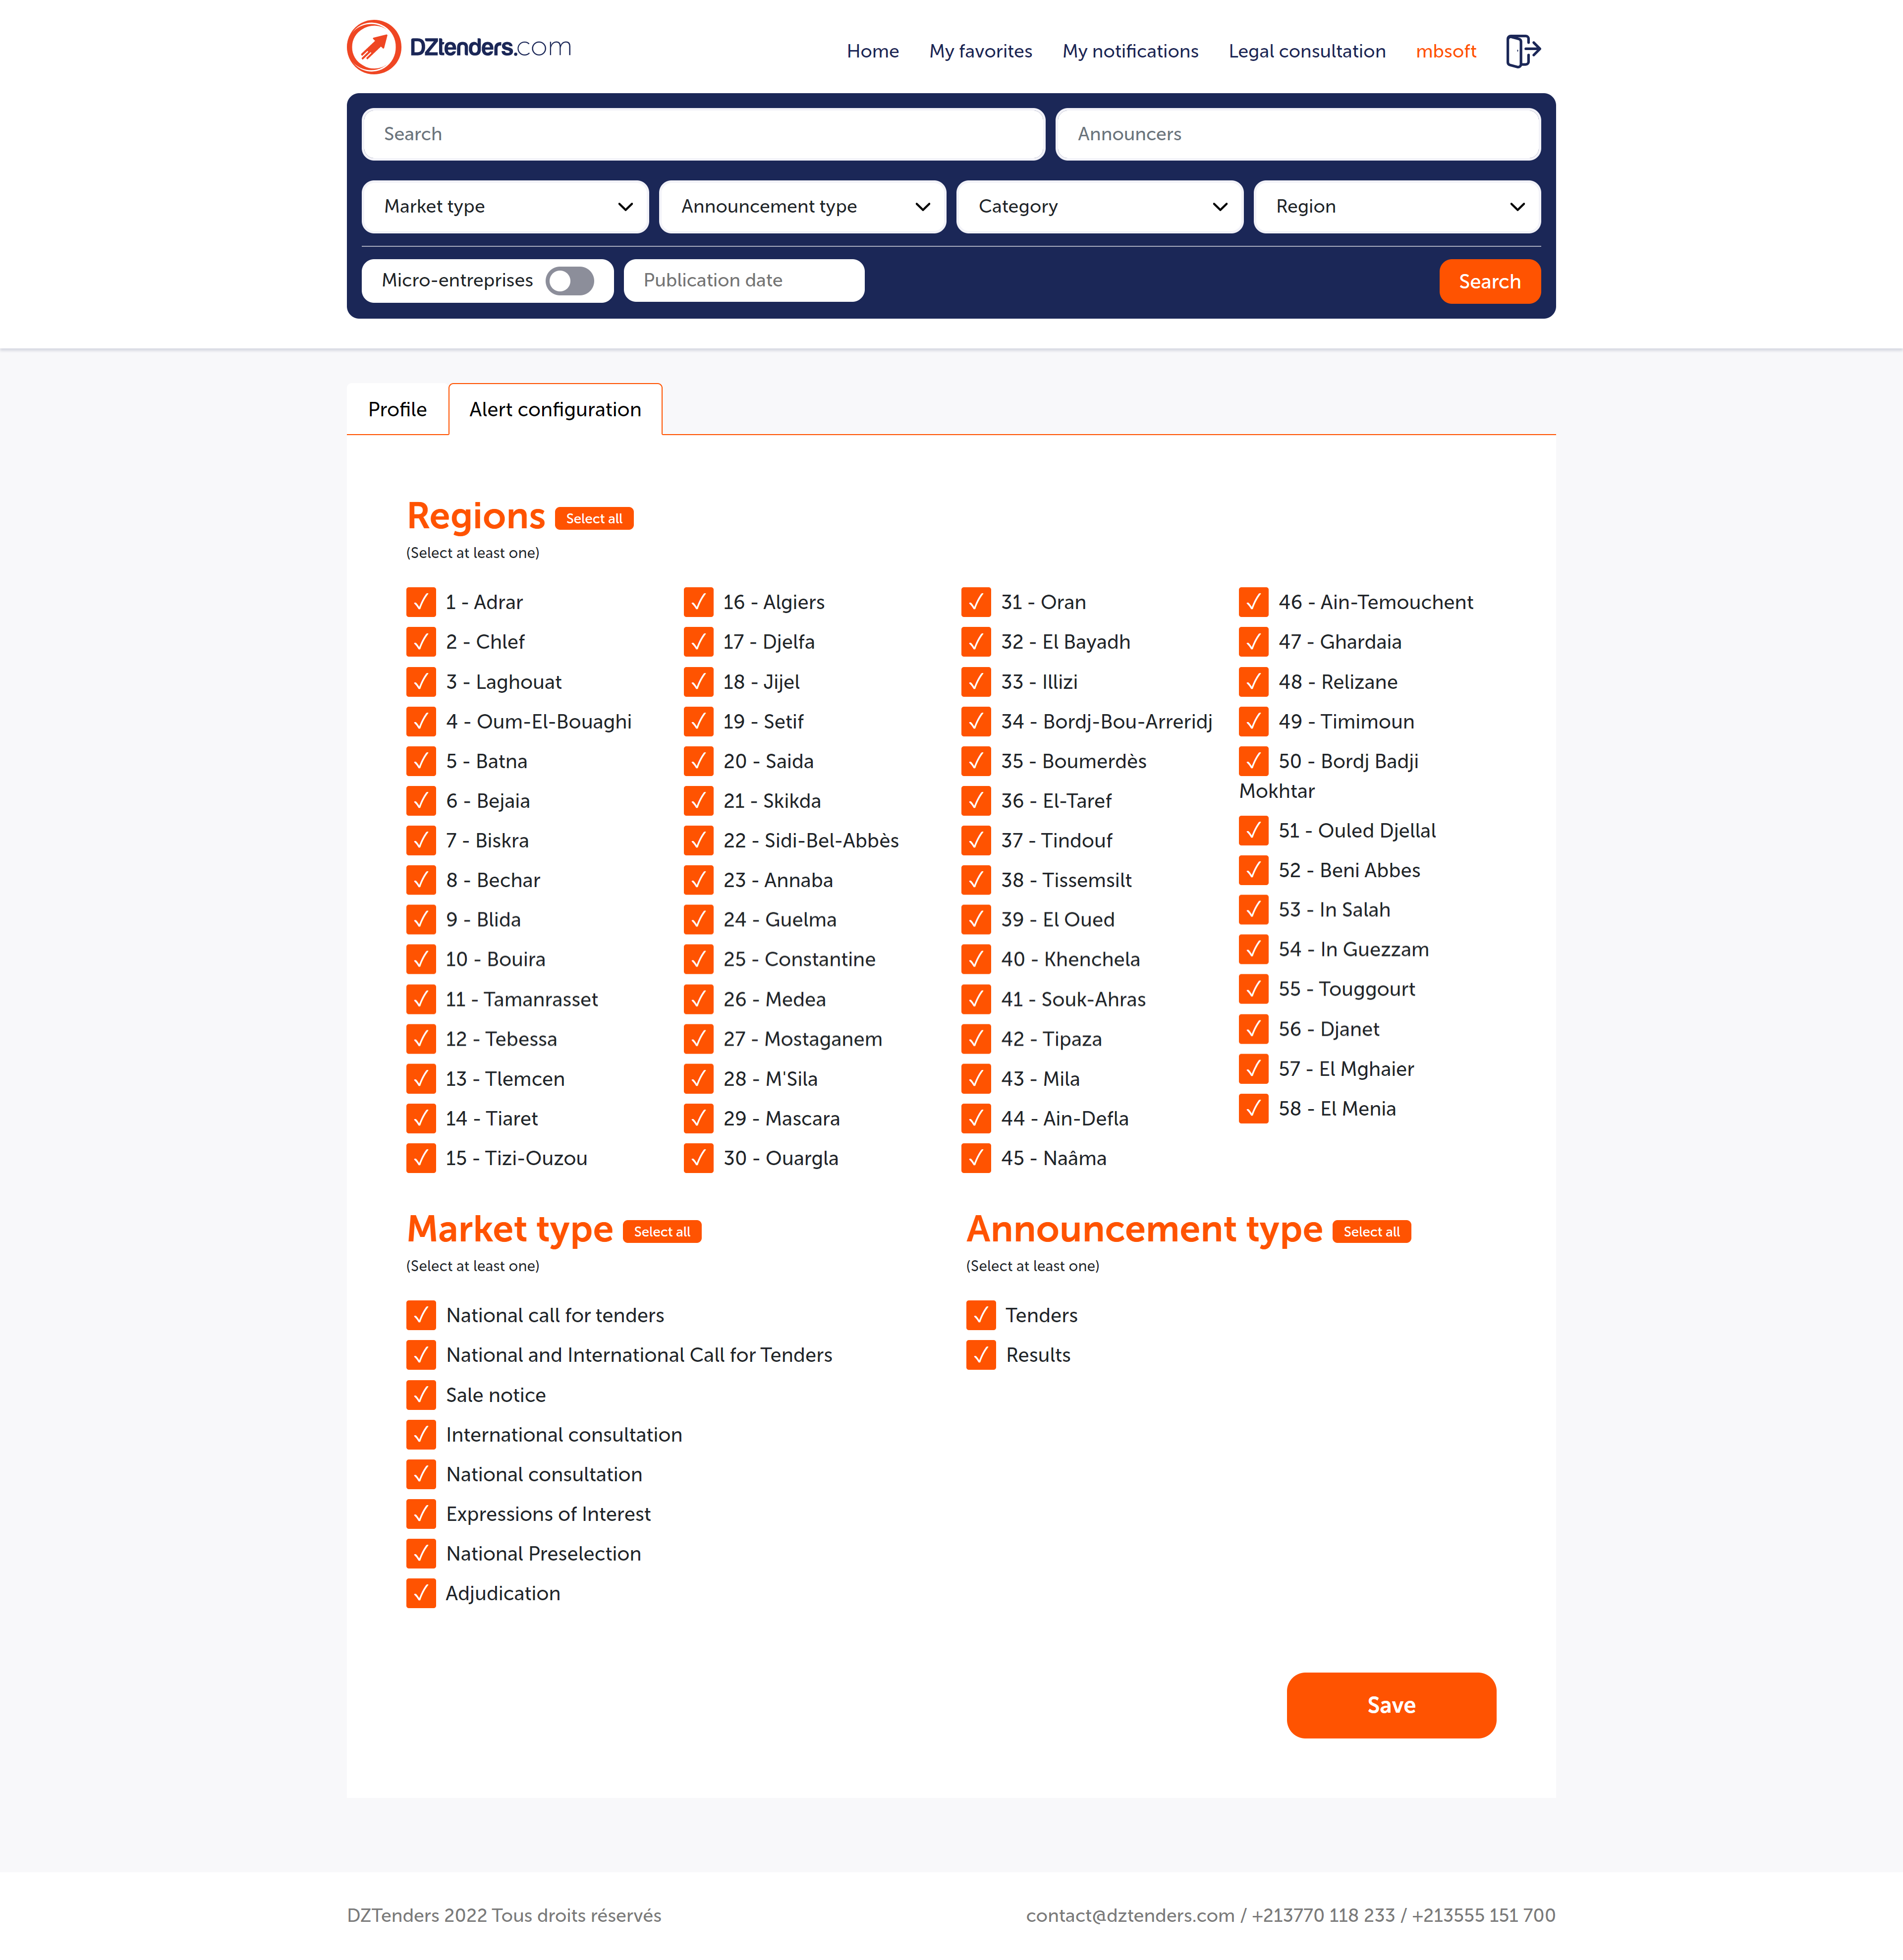 DZtenders.com
Home My favorites My notifications Legal consultation mbsoft
Search Announcers
Market type Announcement type Category Region
Micro-entreprises Publication date Search
Profile Alert configuration
Regions Select all
(Select at least one)
1 - Adrar
2 - Chlef
3 - Laghouat
4 - Oum-El-Bouaghi
5 - Batna
6 - Bejaia
7 - Biskra
8 - Bechar
9 - Blida
10 - Bouira
11 - Tamanrasset
12 - Tebessa
13 - Tlemcen
14 - Tiaret
15 - Tizi-Ouzou
16 - Algiers
17 - Djelfa
18 - Jijel
19 - Setif
20 - Saida
21 - Skikda
22 - Sidi-Bel-Abbès
23 - Annaba
24 - Guelma
25 - Constantine
26 - Medea
27 - Mostaganem
28 - M'Sila
29 - Mascara
30 - Ouargla
31 - Oran
32 - El Bayadh
33 - Illizi
34 - Bordj-Bou-Arreridj
35 - Boumerdès
36 - El-Taref
37 - Tindouf
38 - Tissemsilt
39 - El Oued
40 - Khenchela
41 - Souk-Ahras
42 - Tipaza
43 - Mila
44 - Ain-Defla
45 - Naâma
46 - Ain-Temouchent
47 - Ghardaia
48 - Relizane
49 - Timimoun
50 - Bordj Badji
Mokhtar
51 - Ouled Djellal
52 - Beni Abbes
53 - In Salah
54 - In Guezzam
55 - Touggourt
56 - Djanet
57 - El Mghaier
58 - El Menia
Market type Select all
(Select at least one)
National call for tenders
National and International Call for Tenders
Sale notice
International consultation
National consultation
Expressions of Interest
National Preselection
Adjudication
Announcement type Select all
(Select at least one)
Tenders
Results
Save
DZTenders 2022 Tous droits réservés
contact@dztenders.com / +213770 118 233 / +213555 151 700